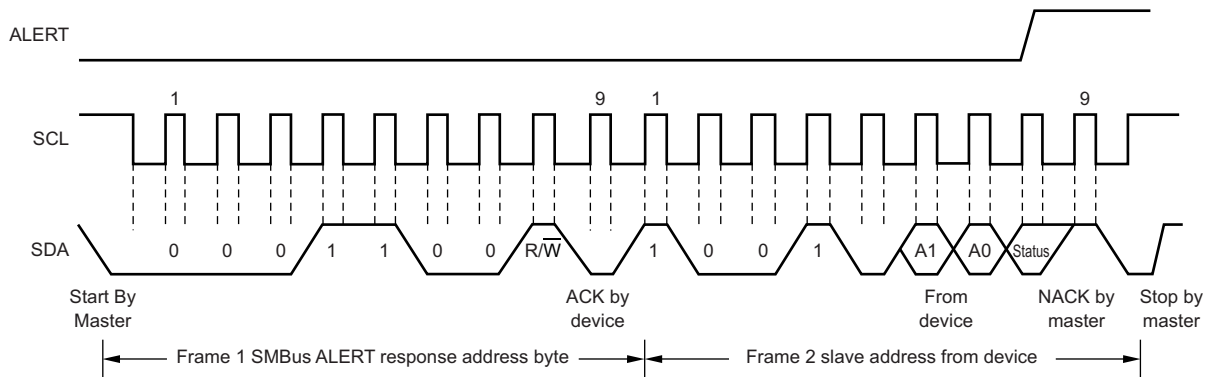 ALERT
1 9 1 9
SCL
SDA
0 0 0 1 1 0 0 R/W̅ 1 0 0 1 A1 A0 Status
Start By
Master
ACK by
device
From
device
NACK by
master
Stop by
master
Frame 1 SMBus ALERT response address byte
Frame 2 slave address from device